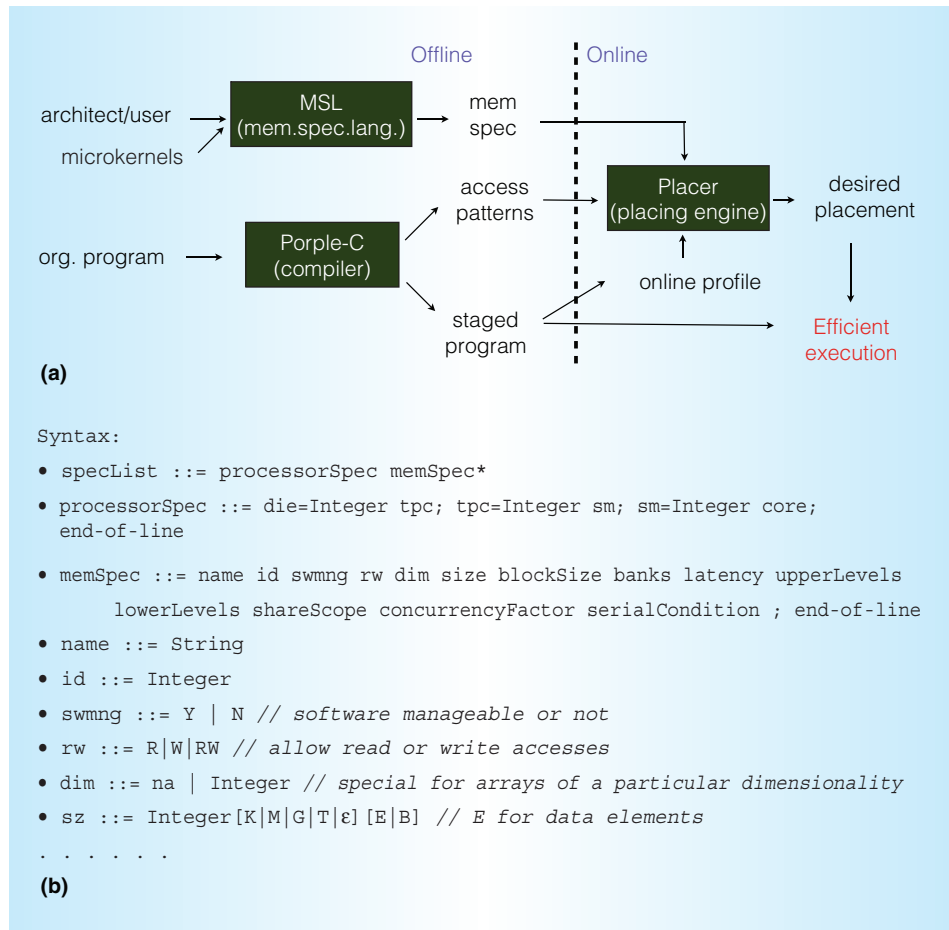 Offline
Online
architect/user
microkernels
MSL
(mem.spec.lang.)
mem
spec
access
patterns
Placer
(placing engine)
desired
placement
org. program
Porple-C
(compiler)
online profile
staged
program
Efficient
execution
(a)
Syntax:
• specList ::= processorSpec memSpec*
• processorSpec ::= die=Integer tpc; tpc=Integer sm; sm=Integer core;
end-of-line
• memSpec ::= name id swmng rw dim size blockSize banks latency upperLevels
lowerLevels shareScope concurrencyFactor serialCondition ; end-of-line
• name ::= String
• id ::= Integer
• swmng ::= Y | N // software manageable or not
• rw ::= R|W|RW // allow read or write accesses
• dim ::= na | Integer // special for arrays of a particular dimensionality
• sz ::= Integer[K|M|G|T|ε][E|B] // E for data elements
. . . . . .
(b)